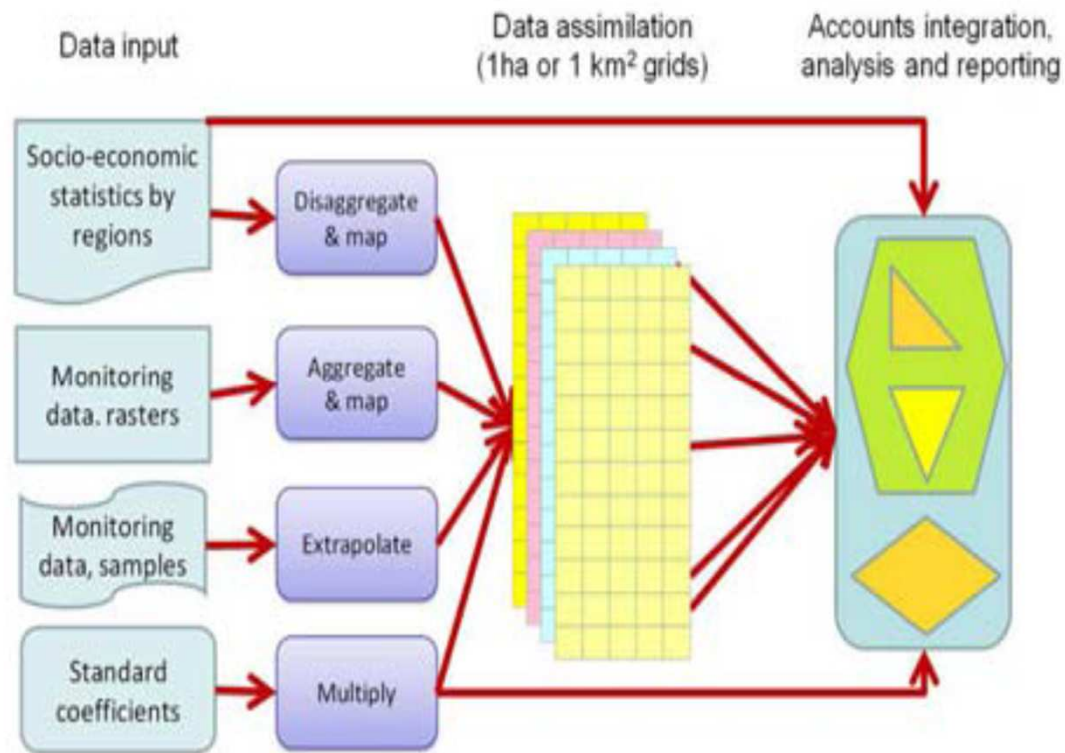 Data input
Data assimilation
(1ha or 1 km² grids)
Accounts integration,
analysis and reporting
Socio-economic
statistics by
regions
Disaggregate
& map
Monitoring
data. rasters
Aggregate
& map
Monitoring
data, samples
Extrapolate
Standard
coefficients
Multiply